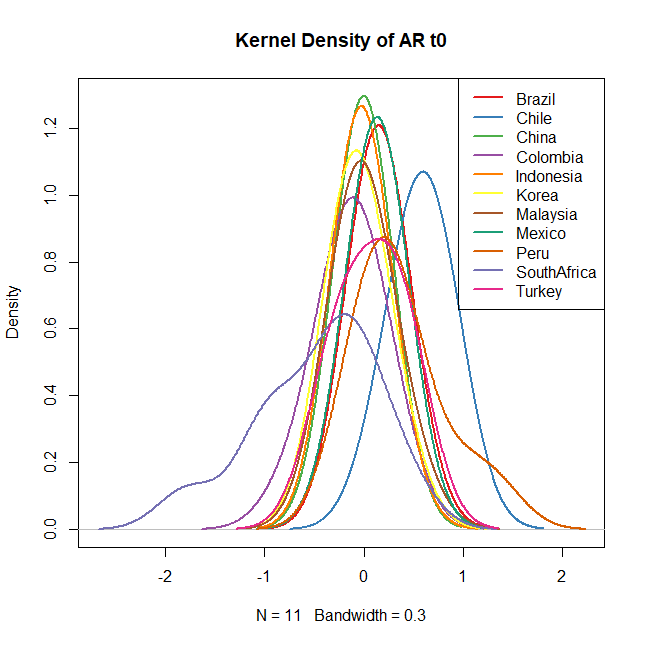 Kernel Density of AR t0
Density
0.0
0.2
0.4
0.6
0.8
1.0
1.2
-2
-1
0
1
2
N = 11   Bandwidth = 0.3
Brazil
Chile
China
Colombia
Indonesia
Korea
Malaysia
Mexico
Peru
SouthAfrica
Turkey